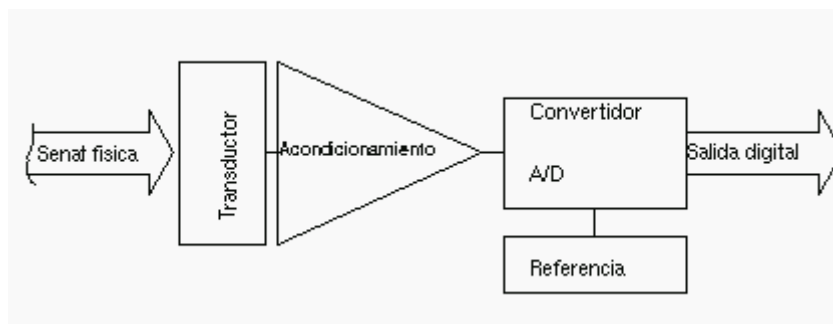 Senat fisica
Transductor
Acondicionamiento
Convertidor
A/D
Salida digital
Referencia